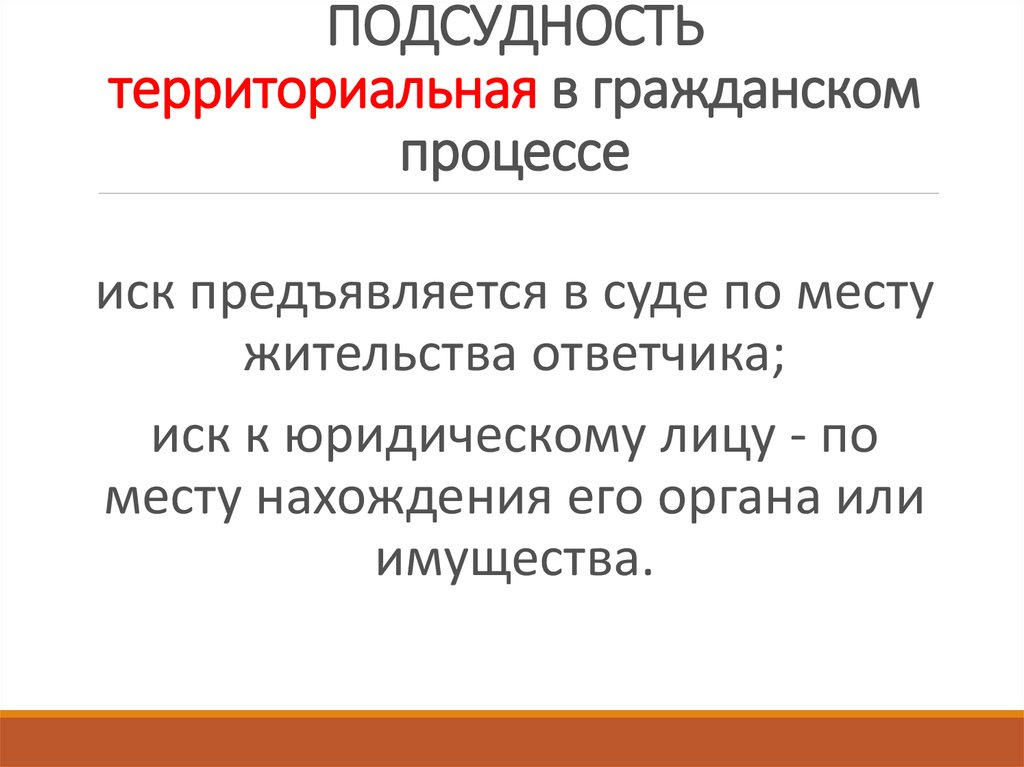 ПОДСУДНОСТЬ
территориальная в гражданском
процессе
иск предъявляется в суде по месту
жительства ответчика;
иск к юридическому лицу - по
месту нахождения его органа или
имущества.